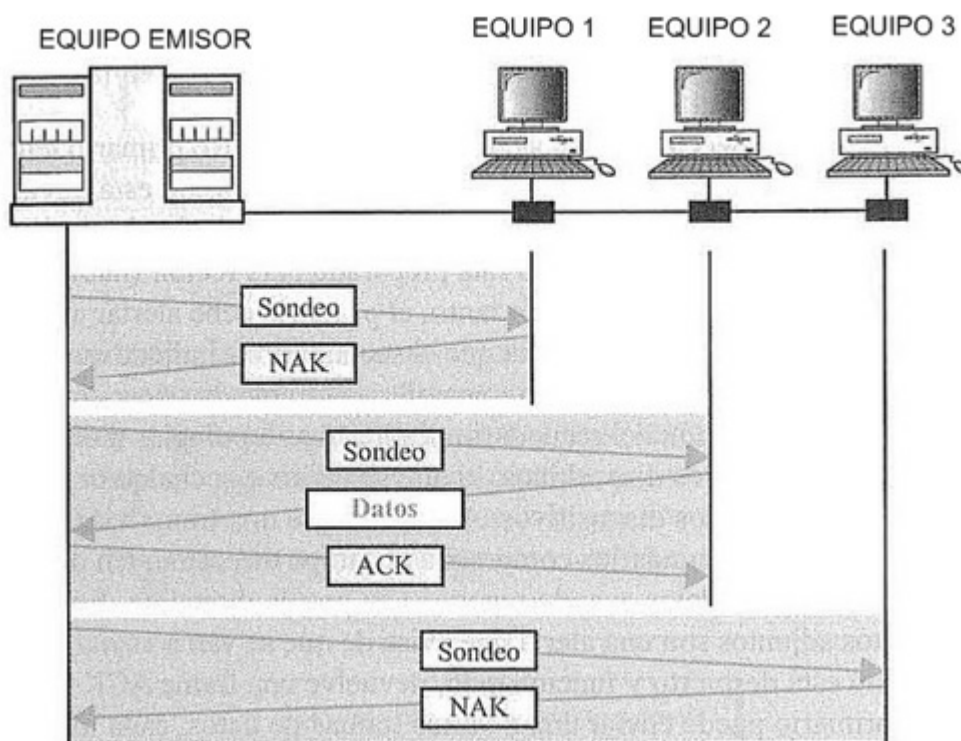 EQUIPO EMISOR
EQUIPO 1
EQUIPO 2
EQUIPO 3
Sondeo
NAK
Sondeo
Datos
ACK
Sondeo
NAK